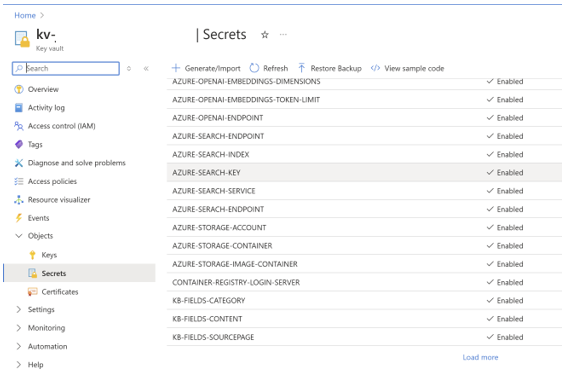 Home >
kv-.
| Secrets ☆ ...
Key vault
Search
Generate/Import Refresh Restore Backup View sample code
Overview
Activity log
Access control (IAM)
Tags
Diagnose and solve problems
Access policies
Resource visualizer
Events
Objects
Keys
Secrets
Certificates
Settings
Monitoring
Automation
Help
AZURE-OPENAI-EMBEDDINGS-DIMENSIONS Enabled
AZURE-OPENAI-EMBEDDINGS-TOKEN-LIMIT Enabled
AZURE-OPENAI-ENDPOINT Enabled
AZURE-SEARCH-ENDPOINT Enabled
AZURE-SEARCH-INDEX Enabled
AZURE-SEARCH-KEY Enabled
AZURE-SEARCH-SERVICE Enabled
AZURE-SERACH-ENDPOINT Enabled
AZURE-STORAGE-ACCOUNT Enabled
AZURE-STORAGE-CONTAINER Enabled
AZURE-STORAGE-IMAGE-CONTAINER Enabled
CONTAINER-REGISTRY-LOGIN-SERVER Enabled
KB-FIELDS-CATEGORY Enabled
KB-FIELDS-CONTENT Enabled
KB-FIELDS-SOURCEPAGE Enabled
Load more